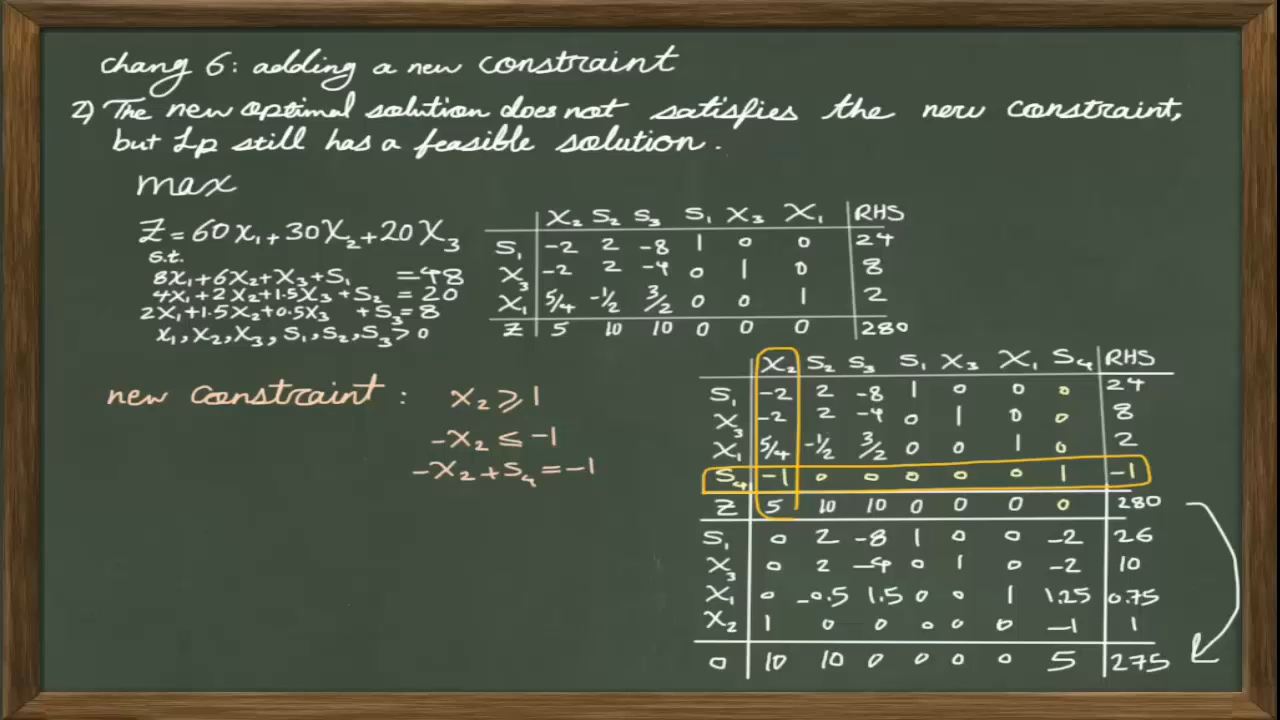 chang 6: adding a new constraint
2) The new optimal solution does not satisfies the new constraint,
but Lp still has a feasible solution.
max
Z = 60x₁+30X₂+20X₃
s.t.
8X₁+6X₂+X₃+S₁ =48
4X₁+2X₂+1.5X₃+S₂ = 20
2X₁+1.5X₂+0.5X₃ +S₃=8
X₁, X₂, X₃, S₁, S₂, S₃ > 0
X₂ S₂ S₃ S₁ X₃ X₁ RHS
S₁ -2 2 -8 1 0 0 24
X₃ -2 2 -4 0 1 0 8
X₁ 5/4 -1/2 3/2 0 0 1 2
Z 5 10 10 0 0 0 280
new constraint : X₂ ⩾ 1
-X₂ ≤ -1
-X₂ + S₄ = -1
X₂ S₂ S₃ S₁ X₃ X₁ S₄ RHS
S₁ -2 2 -8 1 0 0 0 24
X₃ -2 2 -4 0 1 0 0 8
X₁ 5/4 -1/2 3/2 0 0 1 0 2
S₄ -1 0 0 0 0 0 1 -1
Z 5 10 10 0 0 0 0 280
S₁ 0 2 -8 1 0 0 -2 26
X₃ 0 2 -4 0 1 0 -2 10
X₁ 0 -0.5 1.5 0 0 1 1.25 0.75
X₂ 1 0 0 0 0 0 -1 1
0 10 10 0 0 0 0 5 275